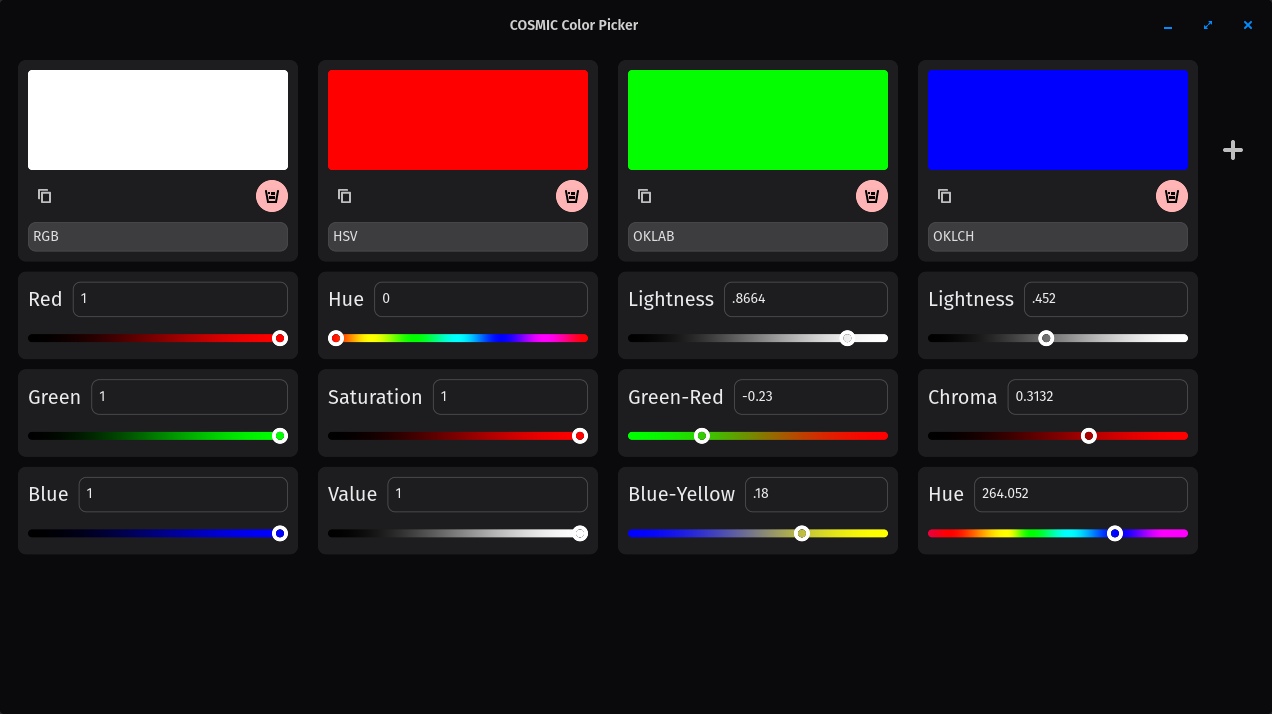 COSMIC Color Picker
RGB
Red 1
Green 1
Blue 1
HSV
Hue 0
Saturation 1
Value 1
OKLAB
Lightness .8664
Green-Red -0.23
Blue-Yellow .18
OKLCH
Lightness .452
Chroma 0.3132
Hue 264.052